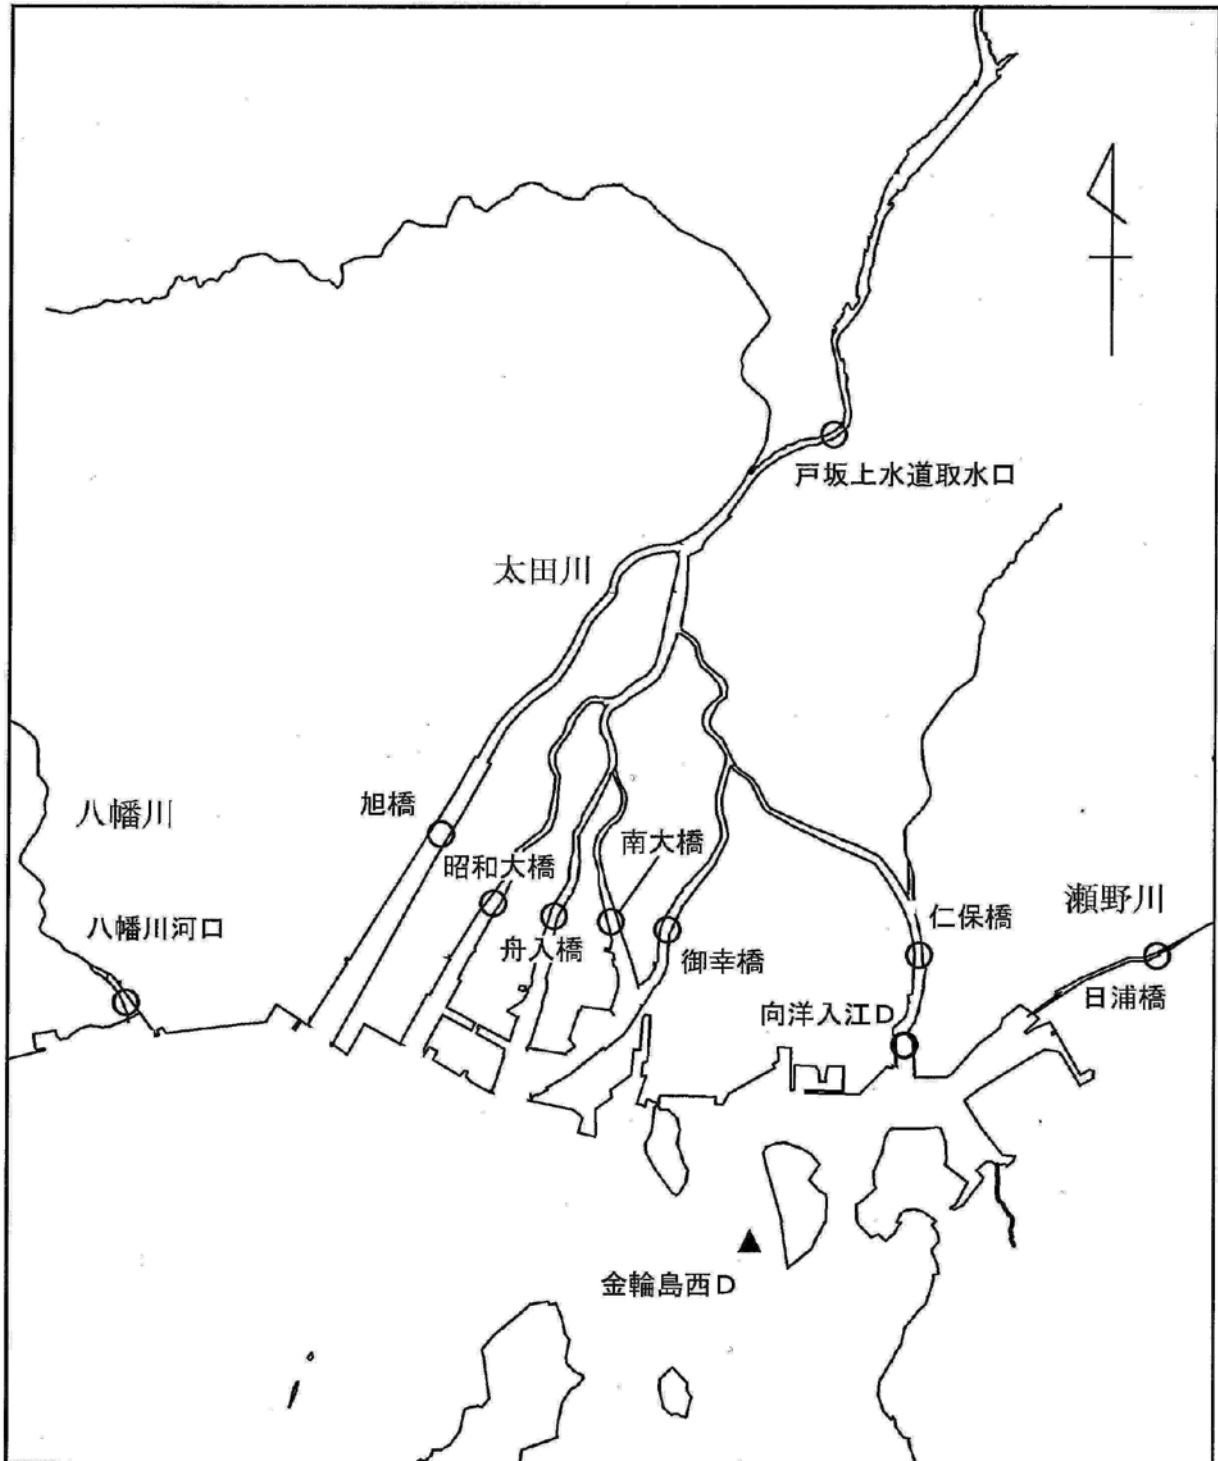 戸坂上水道取水口
太田川
八幡川
旭橋
南大橋
昭和大橋
瀬野川
仁保橋
八幡川河口
舟入橋
御幸橋
日浦橋
向洋入江D
金輪島西D